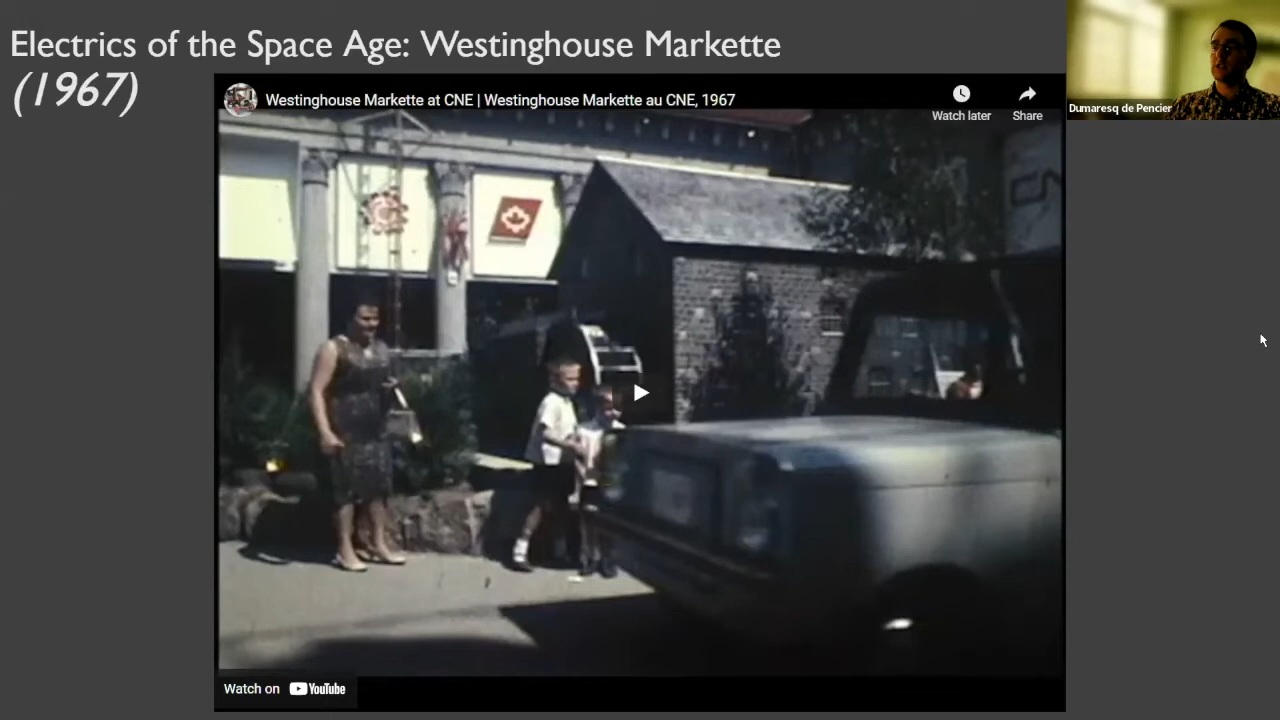 Electrics of the Space Age: Westinghouse Markette
(1967)
Westinghouse Markette at CNE | Westinghouse Markette au CNE, 1967
Watch later
Share
Dumaresq de Pencier
CN
Watch on YouTube